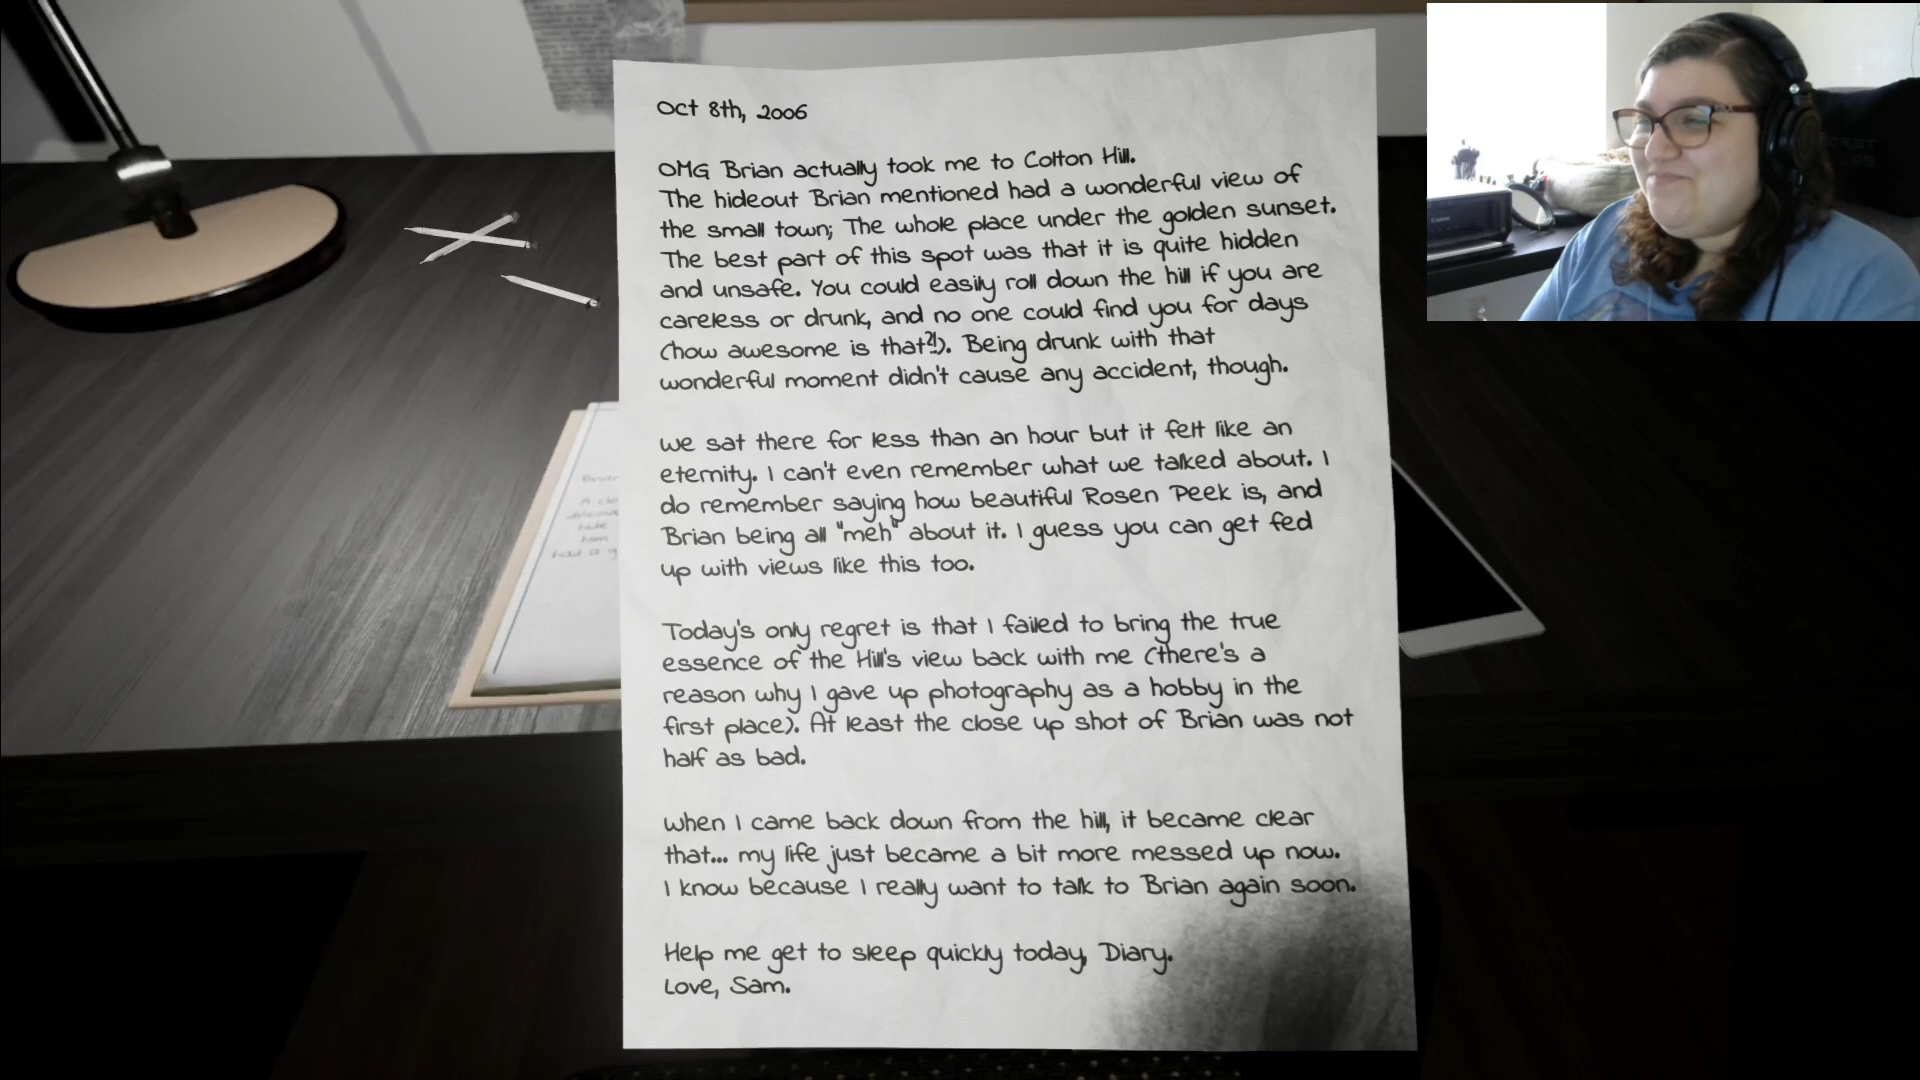 Oct 8th, 2006
OMG Brian actually took me to Colton Hill.
The hideout Brian mentioned had a wonderful view of
the small town; The whole place under the golden sunset.
The best part of this spot was that it is quite hidden
and unsafe. You could easily roll down the hill if you are
careless or drunk, and no one could find you for days
(how awesome is that?!). Being drunk with that
wonderful moment didn't cause any accident, though.
We sat there for less than an hour but it felt like an
eternity. I can't even remember what we talked about. I
do remember saying how beautiful Rosen Peek is, and
Brian being all "meh" about it. I guess you can get fed
up with views like this too.
Today's only regret is that I failed to bring the true
essence of the Hill's view back with me (there's a
reason why I gave up photography as a hobby in the
first place). At least the close up shot of Brian was not
half as bad.
When I came back down from the hill, it became clear
that... my life just became a bit more messed up now.
I know because I really want to talk to Brian again soon.
Help me get to sleep quickly today, Diary.
Love, Sam.
Canon